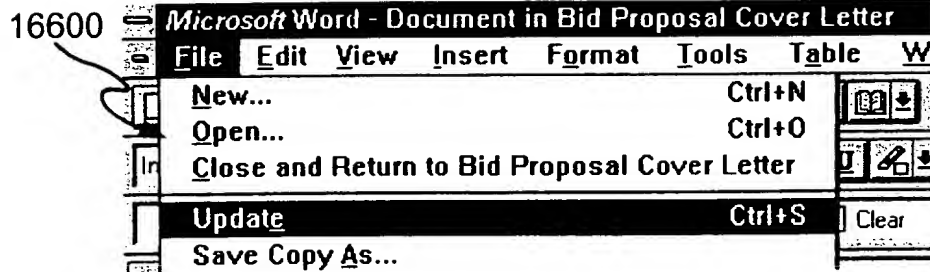 16600
Microsoft Word - Document in Bid Proposal Cover Letter
File Edit View Insert Format Tools Table W
New... Ctrl+N
Open... Ctrl+O
Close and Return to Bid Proposal Cover Letter
In U
Update Ctrl+S Clear
Save Copy As...